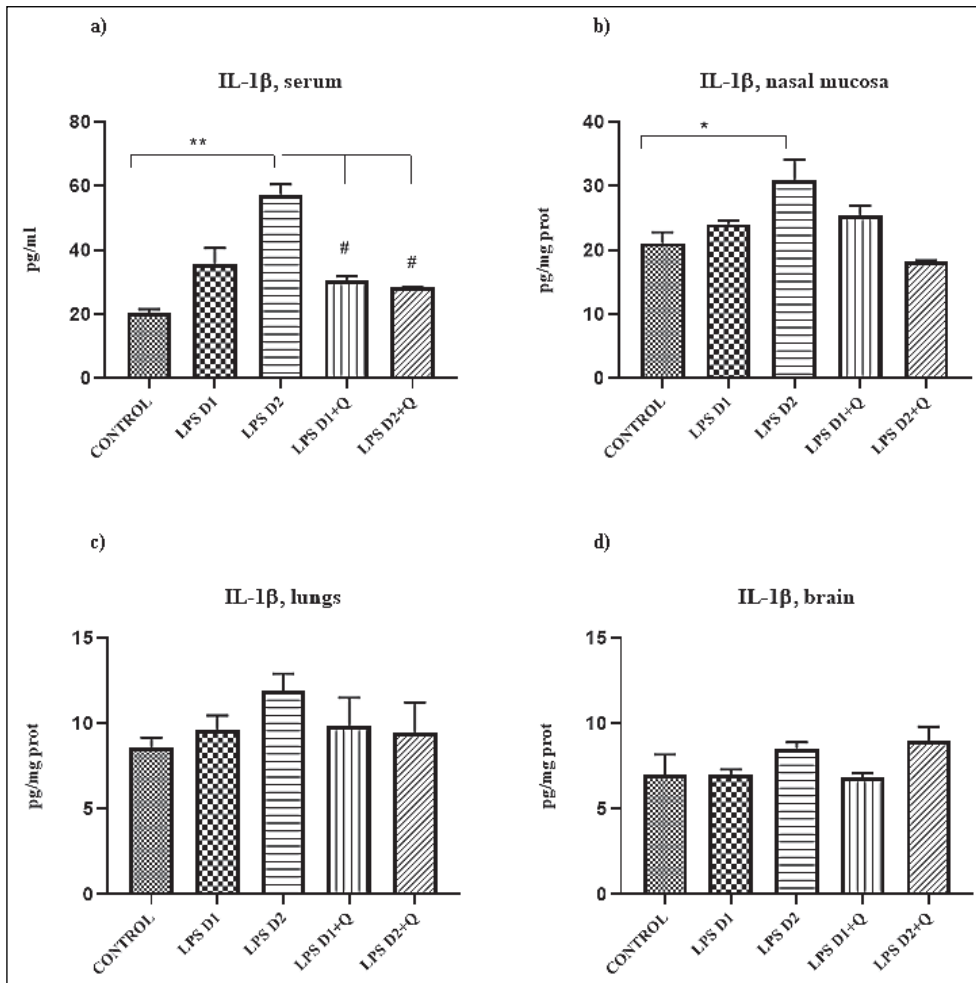 a)
IL-1β, serum
pg/ml
80
60
40
20
0
**
#
#
CONTROL
LPS D1
LPS D2
LPS D1+Q
LPS D2+Q
b)
IL-1β, nasal mucosa
pg/mg prot
40
30
20
10
0
*
CONTROL
LPS D1
LPS D2
LPS D1+Q
LPS D2+Q
c)
IL-1β, lungs
pg/mg prot
15
10
5
0
CONTROL
LPS D1
LPS D2
LPS D1+Q
LPS D2+Q
d)
IL-1β, brain
pg/mg prot
15
10
5
0
CONTROL
LPS D1
LPS D2
LPS D1+Q
LPS D2+Q